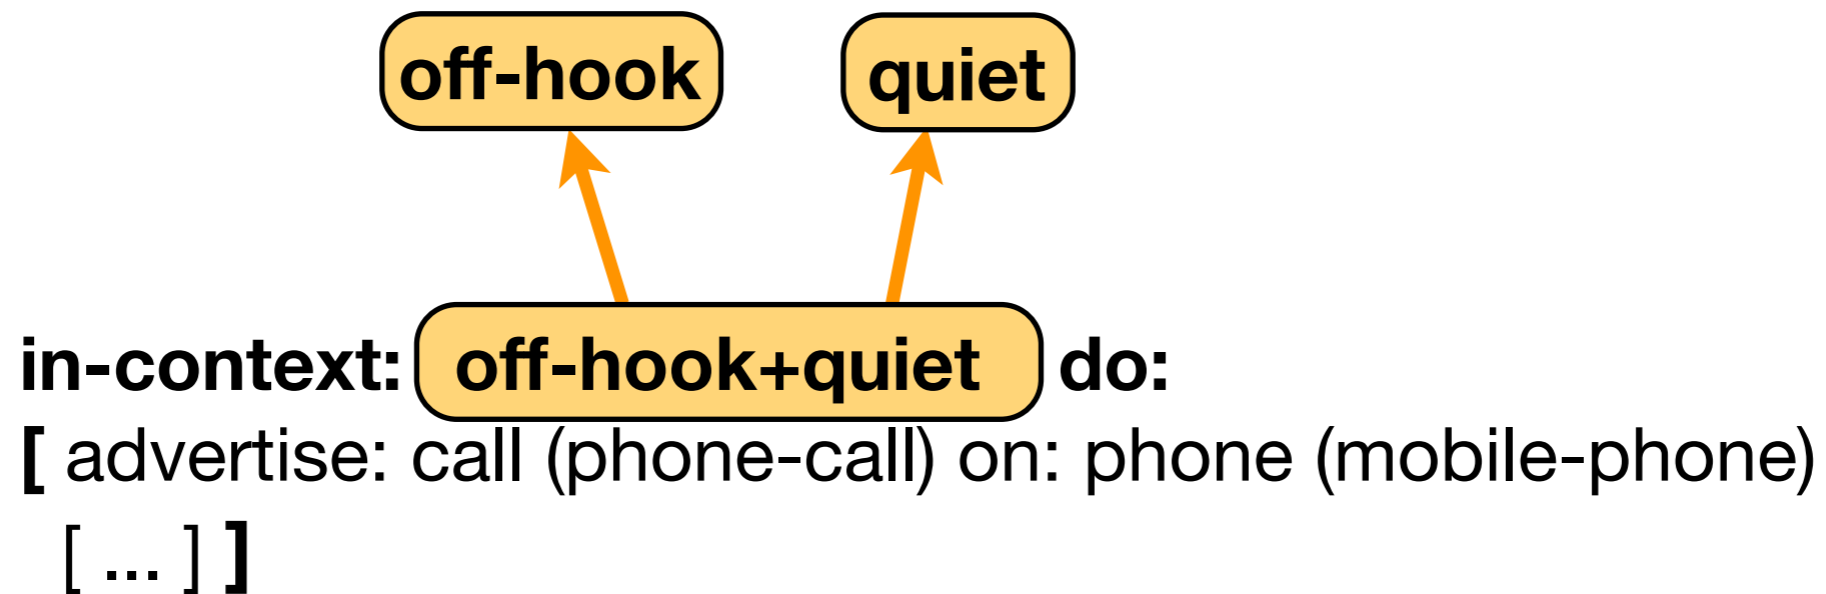 off-hook quiet
in-context: off-hook+quiet do:
[ advertise: call (phone-call) on: phone (mobile-phone)
[ ... ] ]